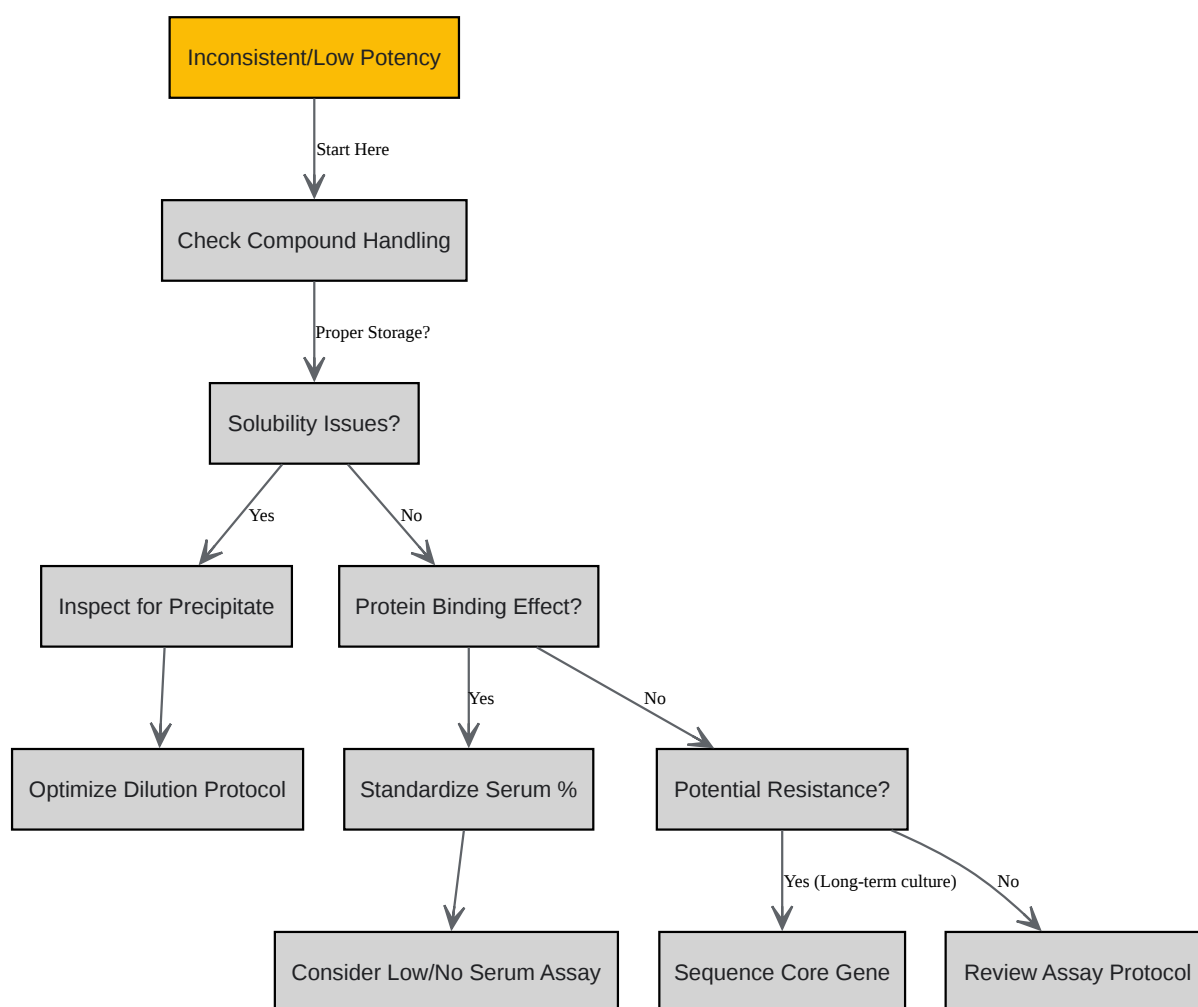 Inconsistent/Low Potency
Start Here
Check Compound Handling
Proper Storage?
Solubility Issues?
Yes
No
Inspect for Precipitate
Protein Binding Effect?
Yes
No
Optimize Dilution Protocol
Standardize Serum %
Potential Resistance?
Yes (Long-term culture)
No
Consider Low/No Serum Assay
Sequence Core Gene
Review Assay Protocol